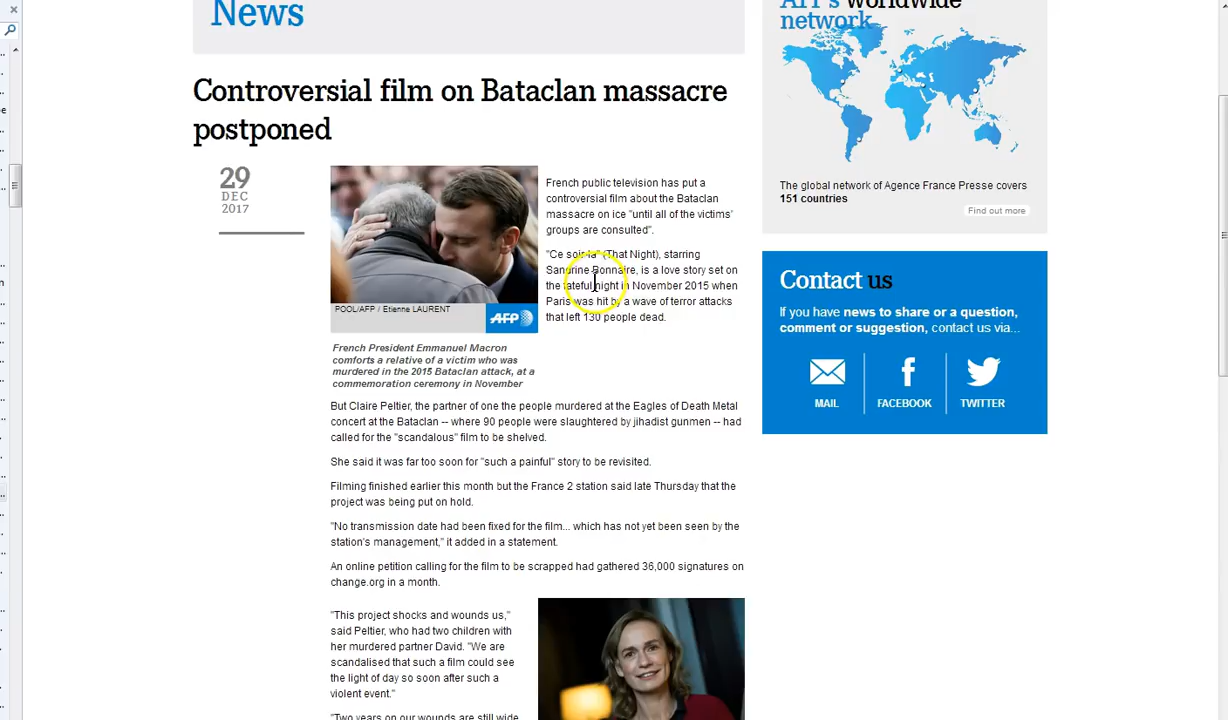 News
Controversial film on Bataclan massacre
postponed
29
DEC
2017
POOL/AFP / Etienne LAURENT
AFP
French President Emmanuel Macron
comforts a relative of a victim who was
murdered in the 2015 Bataclan attack, at a
commemoration ceremony in November
French public television has put a
controversial film about the Bataclan
massacre on ice "until all of the victims'
groups are consulted".
"Ce soir-la" (That Night), starring
Sandrine Bonnaire, is a love story set on
the fateful night in November 2015 when
Paris was hit by a wave of terror attacks
that left 130 people dead.
But Claire Peltier, the partner of one the people murdered at the Eagles of Death Metal
concert at the Bataclan -- where 90 people were slaughtered by jihadist gunmen -- had
called for the "scandalous" film to be shelved.
She said it was far too soon for "such a painful" story to be revisited.
Filming finished earlier this month but the France 2 station said late Thursday that the
project was being put on hold.
"No transmission date had been fixed for the film... which has not yet been seen by the
station's management," it added in a statement.
An online petition calling for the film to be scrapped had gathered 36,000 signatures on
change.org in a month.
"This project shocks and wounds us,"
said Peltier, who had two children with
her murdered partner David. "We are
scandalised that such a film could see
the light of day so soon after such a
violent event."
"Two years on our wounds are still wide
AFP's worldwide
network
The global network of Agence France Presse covers
151 countries
Find out more
Contact us
If you have news to share or a question,
comment or suggestion, contact us via...
MAIL FACEBOOK TWITTER